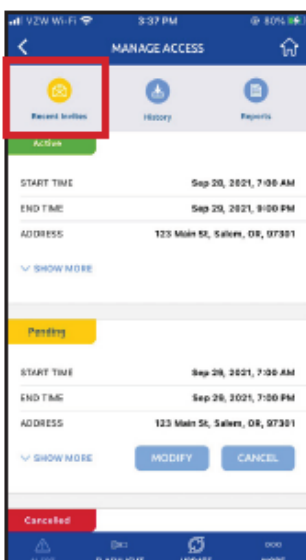 VZW Wi-Fi 3:37 PM 80%
MANAGE ACCESS
Recent Invites History Reports
Active
START TIME Sep 28, 2021, 7:00 AM
END TIME Sep 29, 2021, 9:00 PM
ADDRESS 123 Main St, Salem, OR, 97301
SHOW MORE
Pending
START TIME Sep 29, 2021, 7:00 AM
END TIME Sep 29, 2021, 7:00 PM
ADDRESS 123 Main St, Salem, OR, 97301
SHOW MORE MODIFY CANCEL
Cancelled